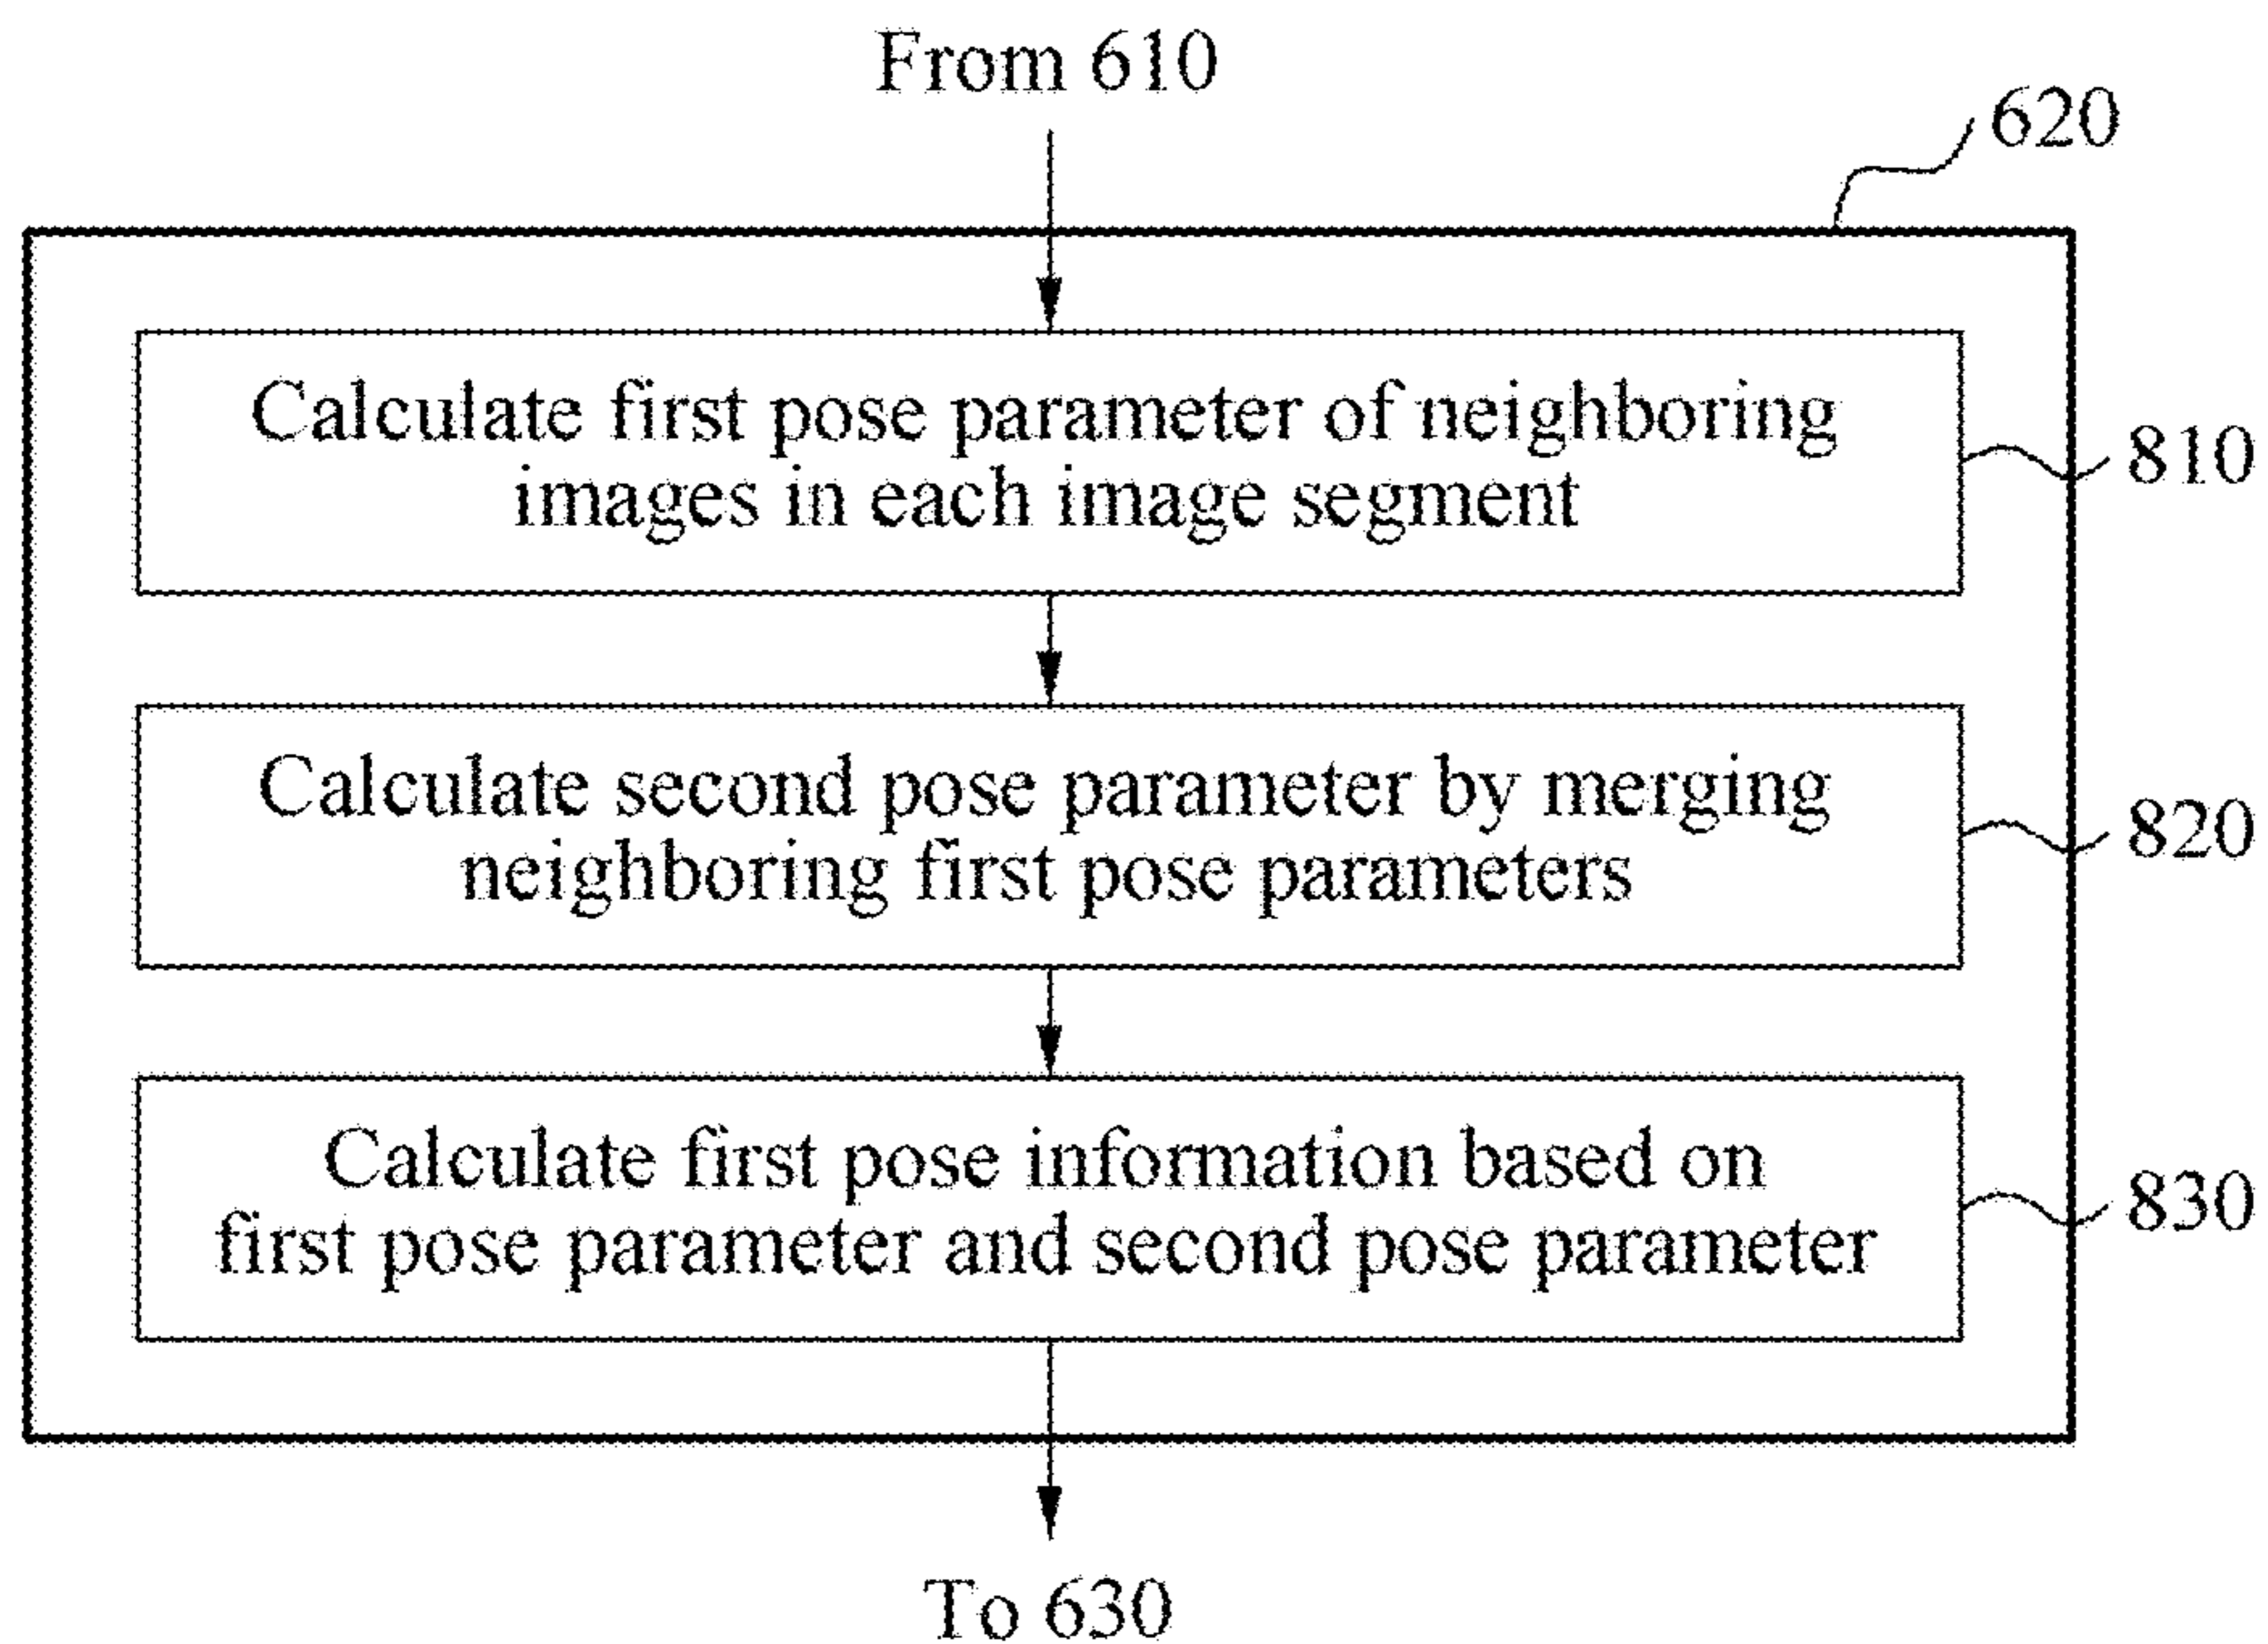 From 610
620
Calculate first pose parameter of neighboring
images in each image segment
810
Calculate second pose parameter by merging
neighboring first pose parameters
820
Calculate first pose information based on
first pose parameter and second pose parameter
830
To 630